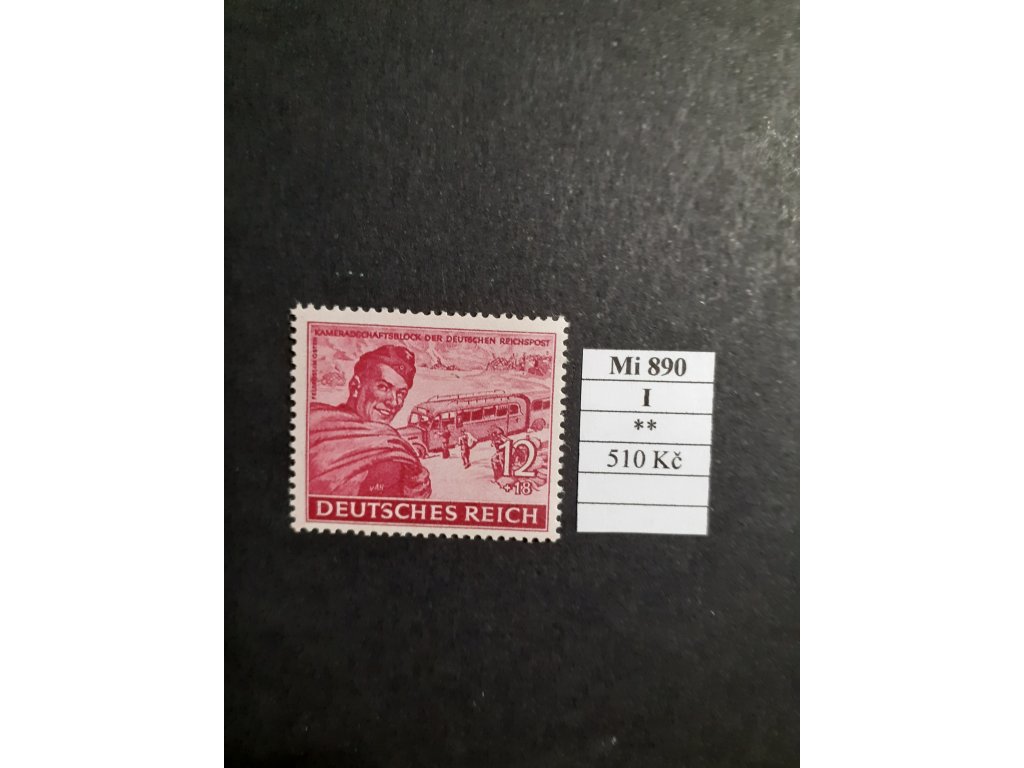 KAMERADSCHAFTSBLOCK DER DEUTSCHEN REICHSPOST
12
+18
DEUTSCHES REICH
Mi 890
I
**
510 Kč